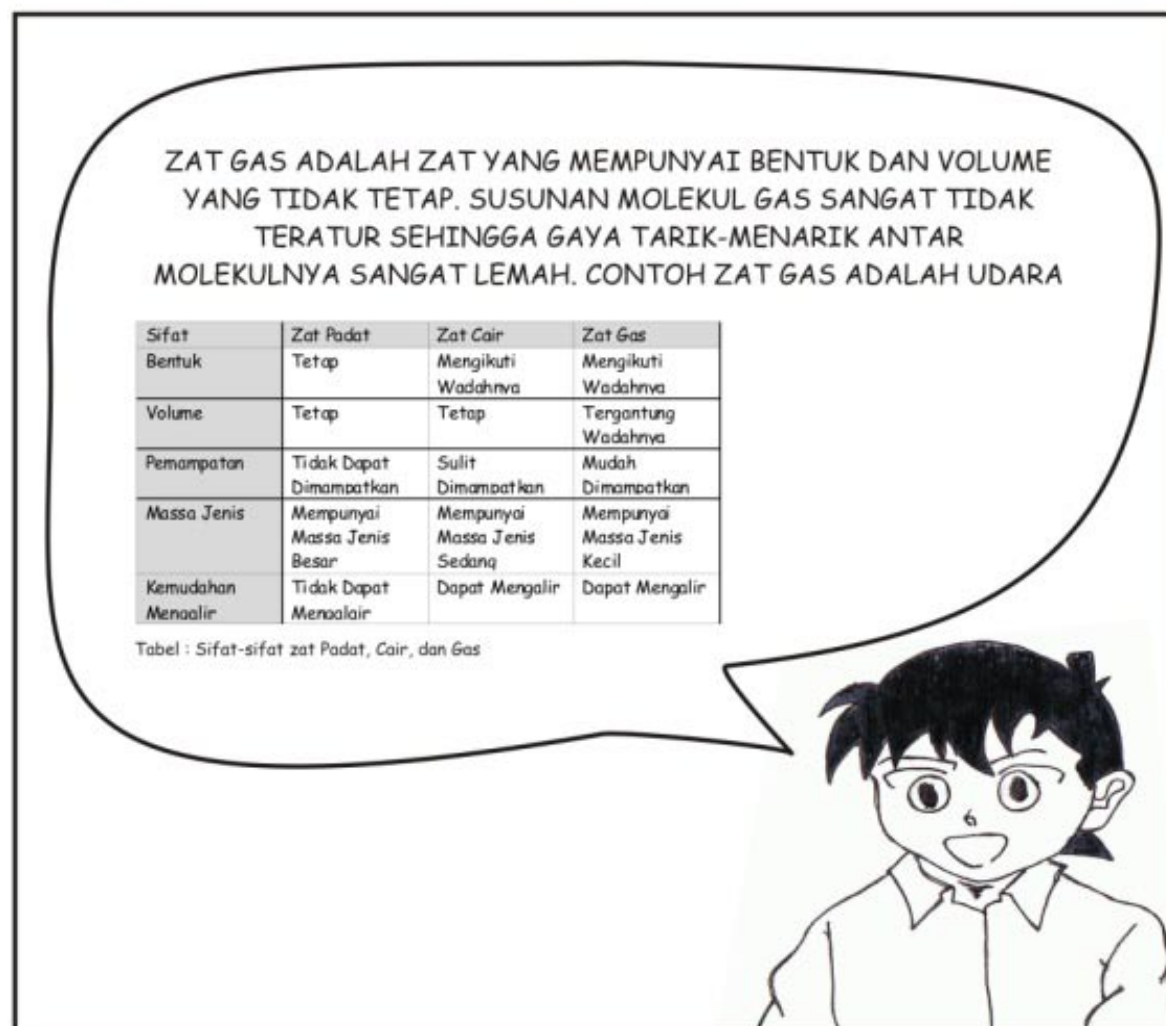 ZAT GAS ADALAH ZAT YANG MEMPUNYAI BENTUK DAN VOLUME
YANG TIDAK TETAP. SUSUNAN MOLEKUL GAS SANGAT TIDAK
TERATUR SEHINGGA GAYA TARIK-MENARIK ANTAR
MOLEKULNYA SANGAT LEMAH. CONTOH ZAT GAS ADALAH UDARA
Sifat Zat Padat Zat Cair Zat Gas
Bentuk Tetap Mengikuti Mengikuti
Wadahnya Wadahnya
Volume Tetap Tetap Tergantung
Wadahnya
Pemampatan Tidak Dapat Sulit Mudah
Dimampatkan Dimampatkan Dimampatkan
Massa Jenis Mempunyai Mempunyai Mempunyai
Massa Jenis Massa Jenis Massa Jenis
Besar Sedang Kecil
Kemudahan Tidak Dapat Dapat Mengalir Dapat Mengalir
Mengalir Mengalair
Tabel : Sifat-sifat zat Padat, Cair, dan Gas